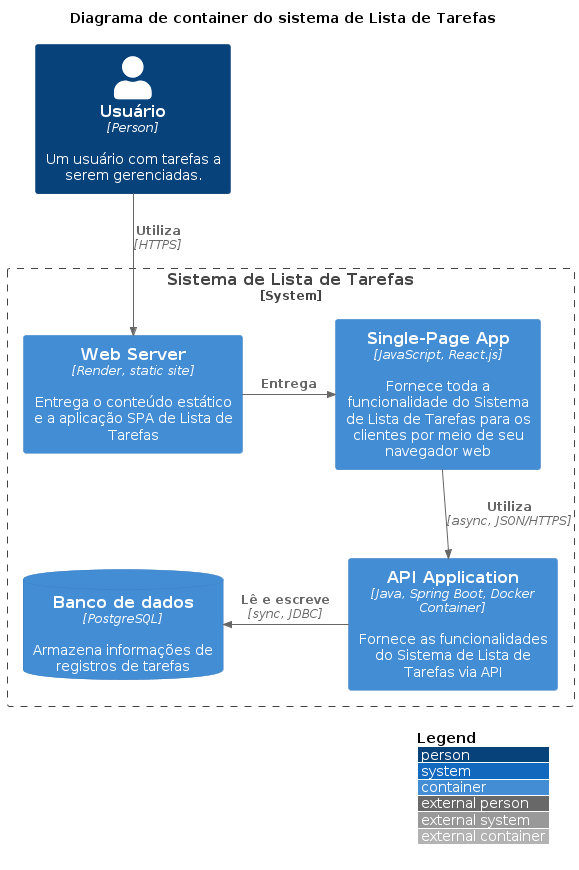 Diagrama de container do sistema de Lista de Tarefas
Usuário
[Person]
Um usuário com tarefas a
serem gerenciadas.
Utiliza
[HTTPS]
Sistema de Lista de Tarefas
[System]
Web Server
[Render, static site]
Entrega o conteúdo estático
e a aplicação SPA de Lista de
Tarefas
Entrega
Single-Page App
[JavaScript, React.js]
Fornece toda a
funcionalidade do Sistema
de Lista de Tarefas para os
clientes por meio de seu
navegador web
Utiliza
[async, JSON/HTTPS]
Banco de dados
[PostgreSQL]
Armazena informações de
registros de tarefas
Lê e escreve
[sync, JDBC]
API Application
[Java, Spring Boot, Docker
Container]
Fornece as funcionalidades
do Sistema de Lista de
Tarefas via API
Legend
person
system
container
external person
external system
external container